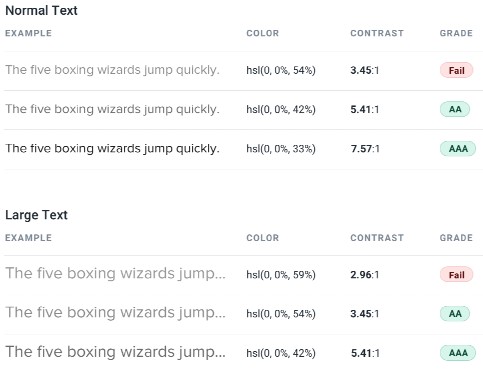 Normal Text
EXAMPLE COLOR CONTRAST GRADE
The five boxing wizards jump quickly. hsl(0, 0%, 54%) 3.45:1 Fail
The five boxing wizards jump quickly. hsl(0, 0%, 42%) 5.41:1 AA
The five boxing wizards jump quickly. hsl(0, 0%, 33%) 7.57:1 AAA
Large Text
EXAMPLE COLOR CONTRAST GRADE
The five boxing wizards jump... hsl(0, 0%, 59%) 2.96:1 Fail
The five boxing wizards jump... hsl(0, 0%, 54%) 3.45:1 AA
The five boxing wizards jump... hsl(0, 0%, 42%) 5.41:1 AAA